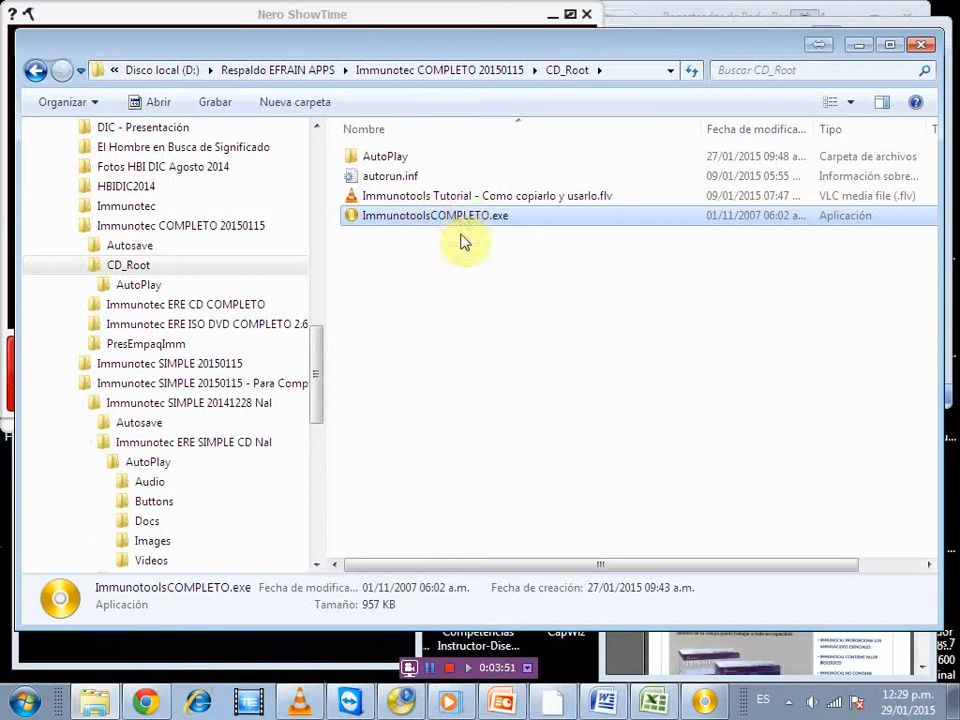 Nero ShowTime
Disco local (D:) Respaldo EFRAIN APPS Immunotec COMPLETO 20150115 CD_Root
Buscar CD_Root
Organizar Abrir Grabar Nueva carpeta
Nombre Fecha de modifica... Tipo
AutoPlay 27/01/2015 09:48 a... Carpeta de archivos
autorun.inf 09/01/2015 05:55 ... Información sobre...
Immunotools Tutorial - Como copiarlo y usarlo.flv 09/01/2015 07:47 ... VLC media file (.flv)
ImmunotoolsCOMPLETO.exe 01/11/2007 06:02 a... Aplicación
DIC - Presentación
El Hombre en Busca de Significado
Fotos HBI DIC Agosto 2014
HBIDIC2014
Immunotec
Immunotec COMPLETO 20150115
Autosave
CD_Root
AutoPlay
Immunotec ERE CD COMPLETO
Immunotec ERE ISO DVD COMPLETO 2.6
PresEmpaqImm
Immunotec SIMPLE 20150115
Immunotec SIMPLE 20150115 - Para Comp
Immunotec SIMPLE 20141228 Nal
Autosave
Immunotec ERE SIMPLE CD Nal
AutoPlay
Audio
Buttons
Docs
Images
Videos
ImmunotoolsCOMPLETO.exe Fecha de modifica... 01/11/2007 06:02 a.m. Fecha de creación: 27/01/2015 09:43 a.m.
Aplicación Tamaño: 957 KB
Competencias
Instructor-Dise...
CapWiz
0:03:51
ES
12:29 p.m.
29/01/2015